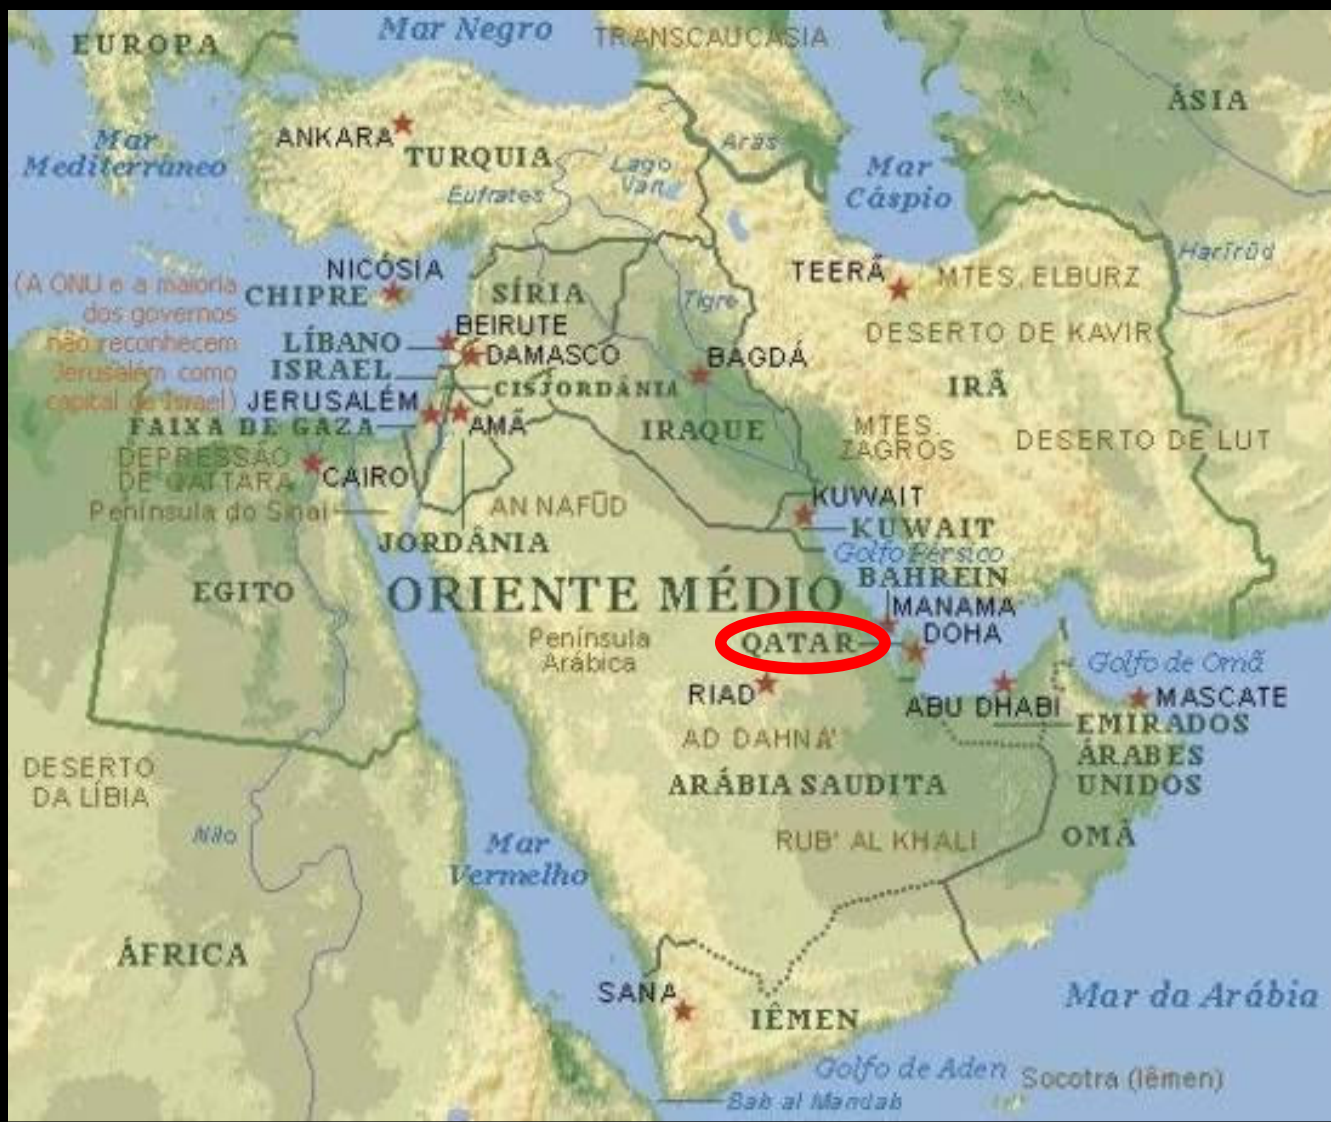 Mar Negro
TRANSCAUCASIA
EUROPA
ÁSIA
ANKARA
Mar
Mediterrâneo
TURQUIA
Aras
Lago
Van
Mar
Cáspio
Eufrates
Harīrūd
NICÓSIA
TEERÃ
MTES. ELBURZ
(A ONU e a maioria
dos governos
não reconhecem
Jerusalém como
capital de Israel)
CHIPRE
SÍRIA
Tigre
BEIRUTE
DESERTO DE KAVIR
LÍBANO
DAMASCO
BAGDÁ
ISRAEL
CISJORDÂNIA
IRÃ
JERUSALÉM
FAIXA DE GAZA
AMÃ
IRAQUE
MTES.
ZAGROS
DESERTO DE LUT
DEPRESSÃO
DE QATTARA
CAIRO
KUWAIT
Península do Sinai
AN NAFŪD
KUWAIT
JORDÂNIA
Golfo Pérsico
BAHREIN
EGITO
ORIENTE MÉDIO
MANAMA
Península
Arábica
QATAR
DOHA
Golfo de Omã
RIAD
ABU DHABI
MASCATE
EMIRADOS
ÁRABES
UNIDOS
AD DAHNA'
DESERTO
DA LÍBIA
ARÁBIA SAUDITA
Nilo
Mar
Vermelho
RUB' AL KHALI
OMÃ
ÁFRICA
SANA
IÊMEN
Mar da Arábia
Golfo de Aden
Socotra (Iêmen)
Bab al Mandab